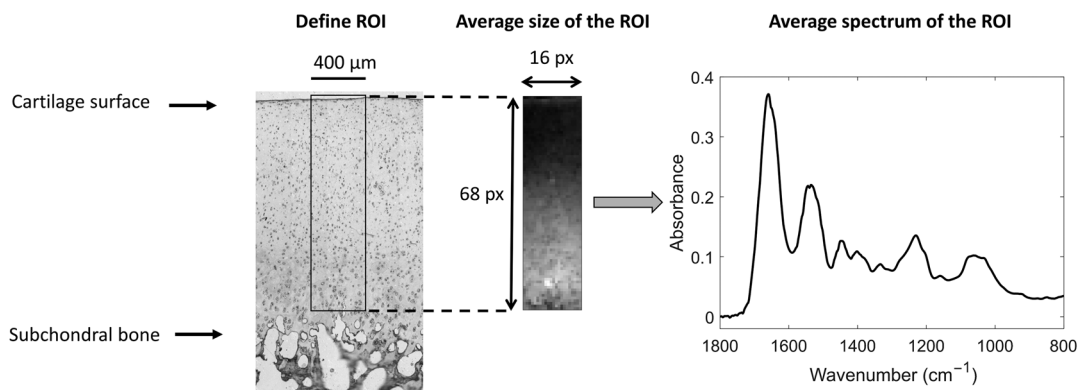 Define ROI
Average size of the ROI
Average spectrum of the ROI
400 µm
16 px
Cartilage surface
68 px
Subchondral bone
Absorbance
0.4
0.3
0.2
0.1
0
1800 1600 1400 1200 1000 800
Wavenumber (cm⁻¹)